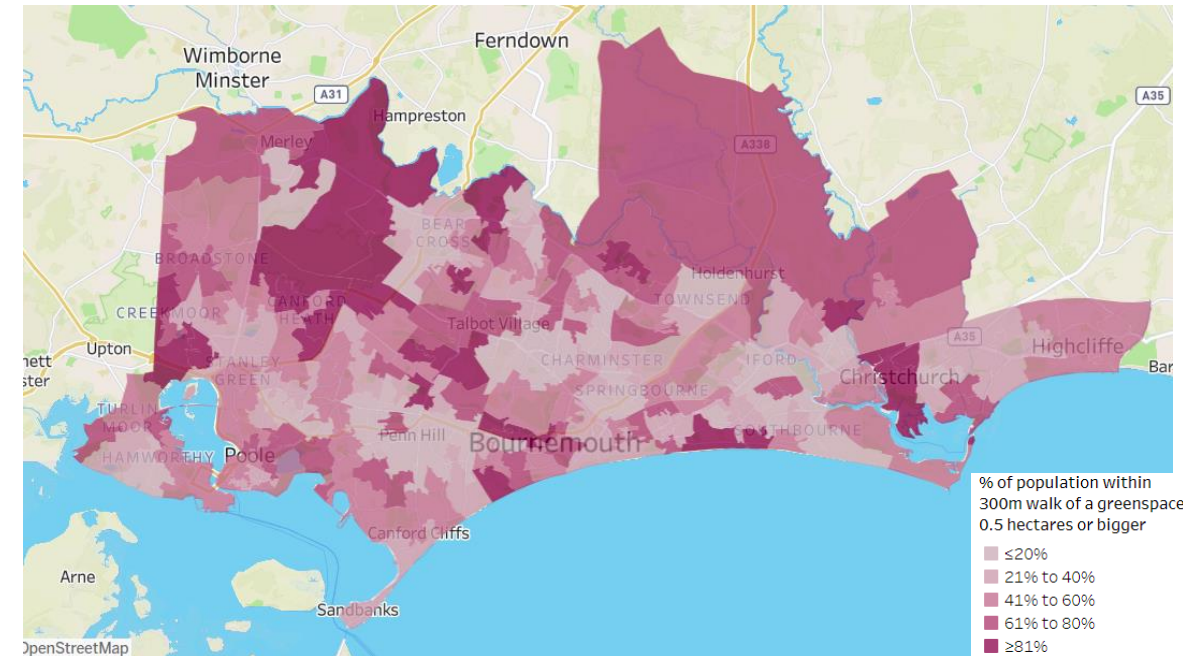 Ferndown
Wimborne
Minster
A31
A35
Hampreston
Merley
A338
BEAR
CROSS
BROADSTONE
Holdenhurst
TOWNSEND
CANFORD
HEATH
CREEKMOOR
Talbot Village
A35
Highcliffe
Upton
nett
ster
STANLEY
GREEN
CHARMINSTER
IFORD
Bar
Christchurch
SPRINGBOURNE
TURLIN
MOOR
Penn Hill
Bournemouth
SOUTHBOURNE
HAMWORTHY
Poole
Canford Cliffs
Arne
Sandbanks
OpenStreetMap
% of population within
300m walk of a greenspace
0.5 hectares or bigger
≤20%
21% to 40%
41% to 60%
61% to 80%
≥81%